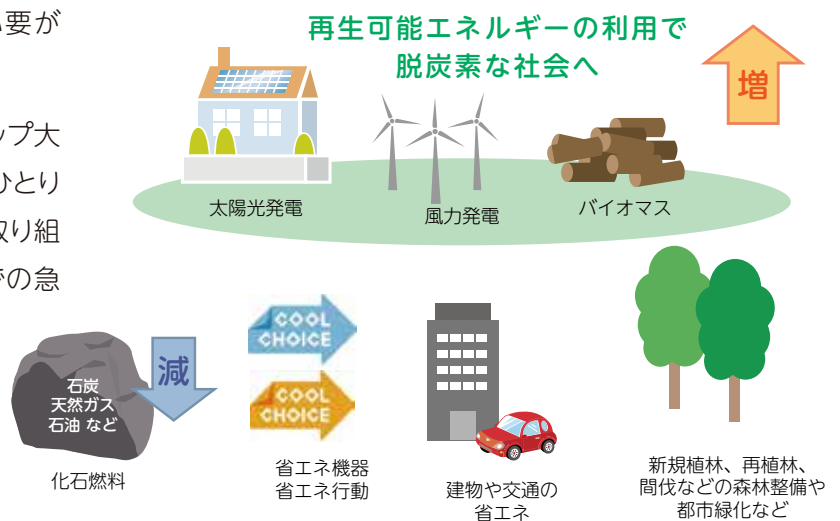 要が
ップ大
ひとり
取り組
での急
再生可能エネルギーの利用で
脱炭素な社会へ
増
太陽光発電
風力発電
バイオマス
石炭
天然ガス
石油 など
減
化石燃料
COOL
CHOICE
COOL
CHOICE
省エネ機器
省エネ行動
建物や交通の
省エネ
新規植林、再植林、
間伐などの森林整備や
都市緑化など